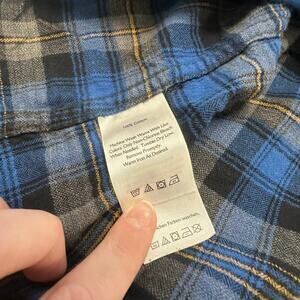 100% Cotton
Machine Wash Warm With Like
Colors. Only Non-Chlorine Bleach
When Needed. Tumble Dry Low.
Remove Promptly.
Warm Iron As Desired.
Farben waschen.